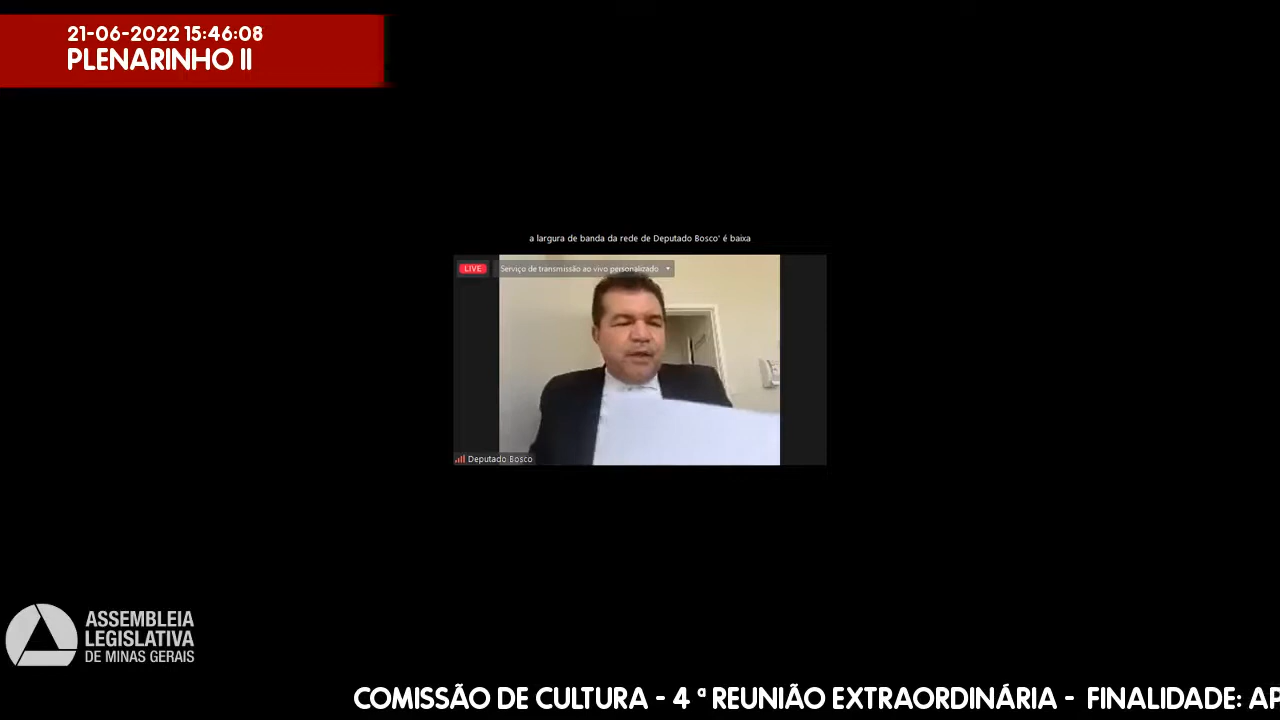 21-06-2022 15:46:08
PLENARINHO II
a largura de banda da rede de Deputado Bosco' é baixa
LIVE
Serviço de transmissão ao vivo personalizado
Deputado Bosco
ASSEMBLEIA
LEGISLATIVA
DE MINAS GERAIS
COMISSÃO DE CULTURA - 4 ª REUNIÃO EXTRAORDINÁRIA - FINALIDADE: AP